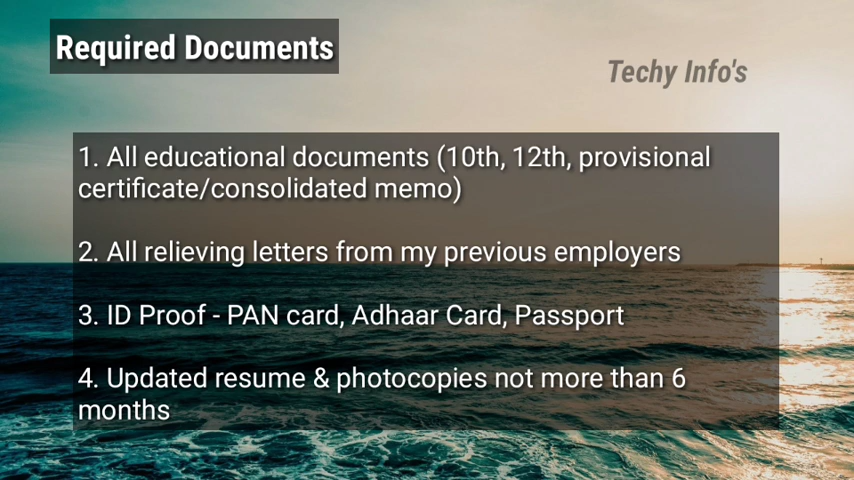 Required Documents
Techy Info's
1. All educational documents (10th, 12th, provisional
certificate/consolidated memo)
2. All relieving letters from my previous employers
3. ID Proof - PAN card, Adhaar Card, Passport
4. Updated resume & photocopies not more than 6
months